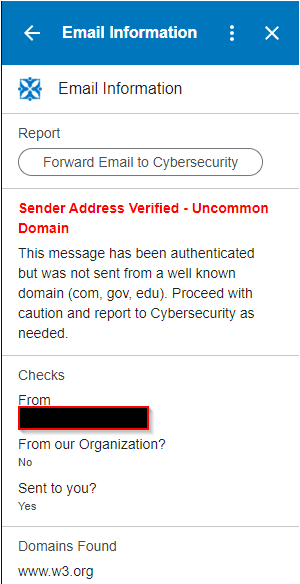 Email Information
Email Information
Report
Forward Email to Cybersecurity
Sender Address Verified - Uncommon
Domain
This message has been authenticated
but was not sent from a well known
domain (com, gov, edu). Proceed with
caution and report to Cybersecurity as
needed.
Checks
From
From our Organization?
No
Sent to you?
Yes
Domains Found
www.w3.org